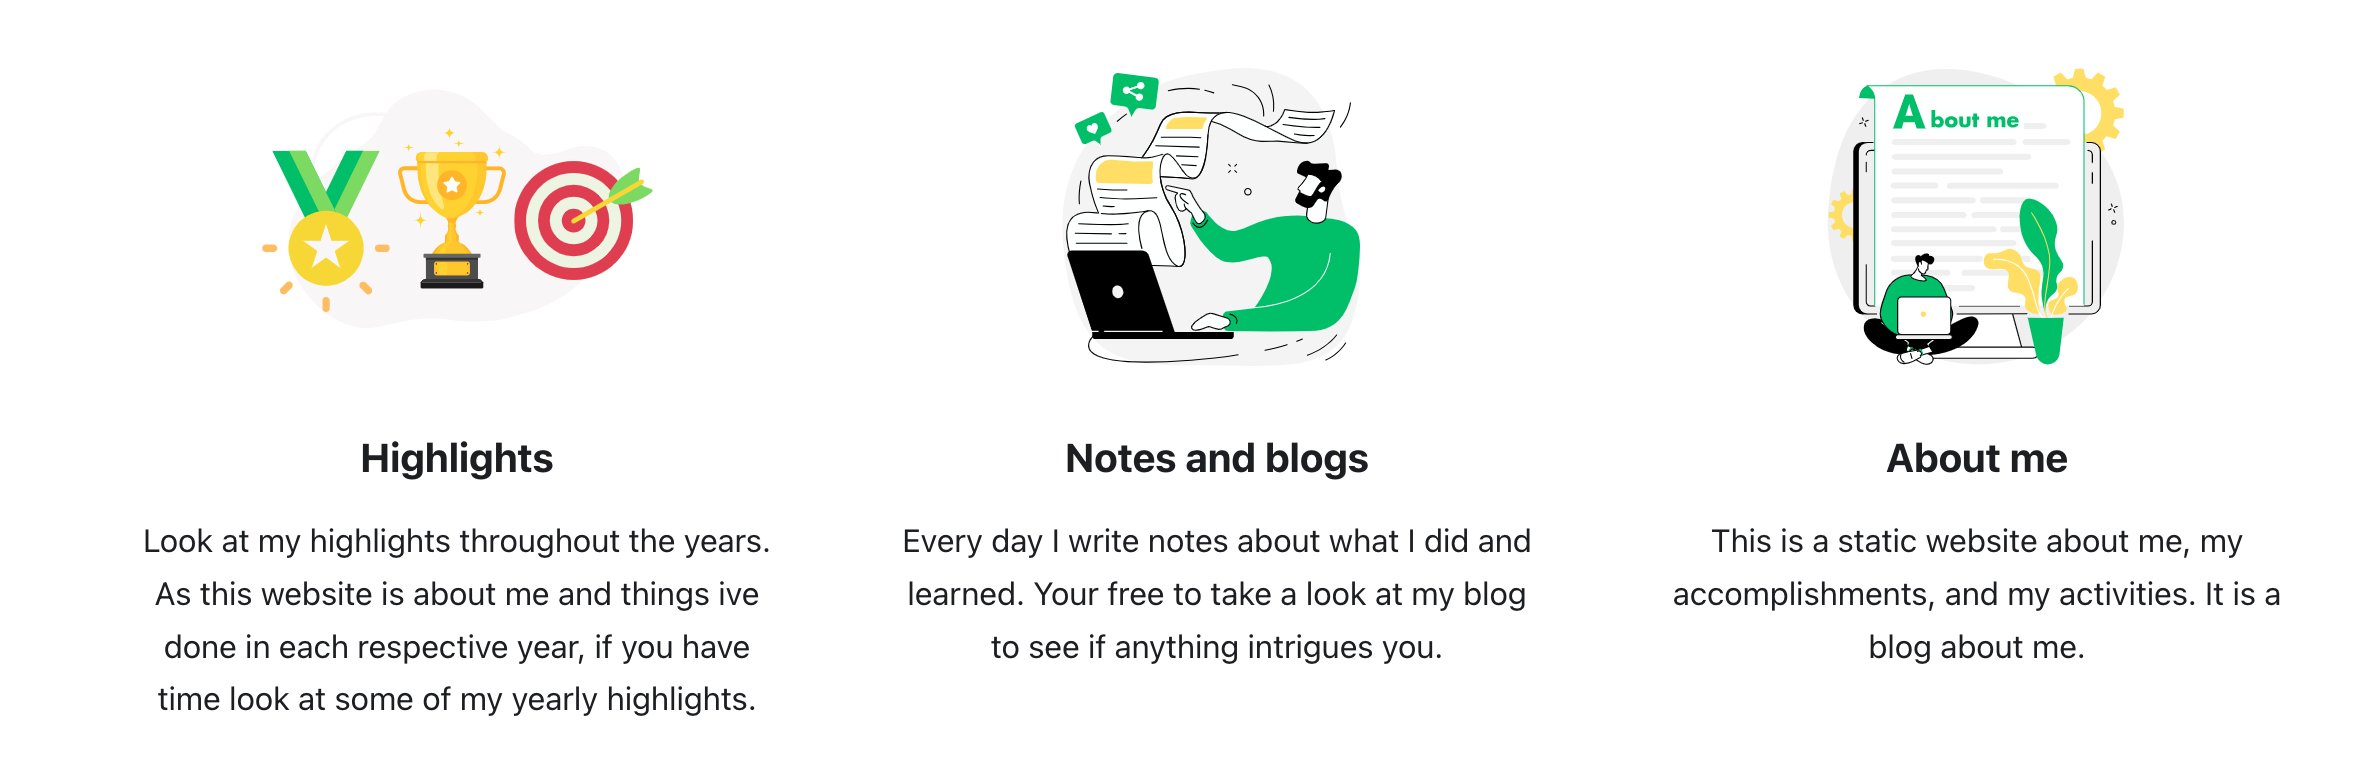 About me
Highlights
Look at my highlights throughout the years.
As this website is about me and things ive
done in each respective year, if you have
time look at some of my yearly highlights.
Notes and blogs
Every day I write notes about what I did and
learned. Your free to take a look at my blog
to see if anything intrigues you.
About me
This is a static website about me, my
accomplishments, and my activities. It is a
blog about me.